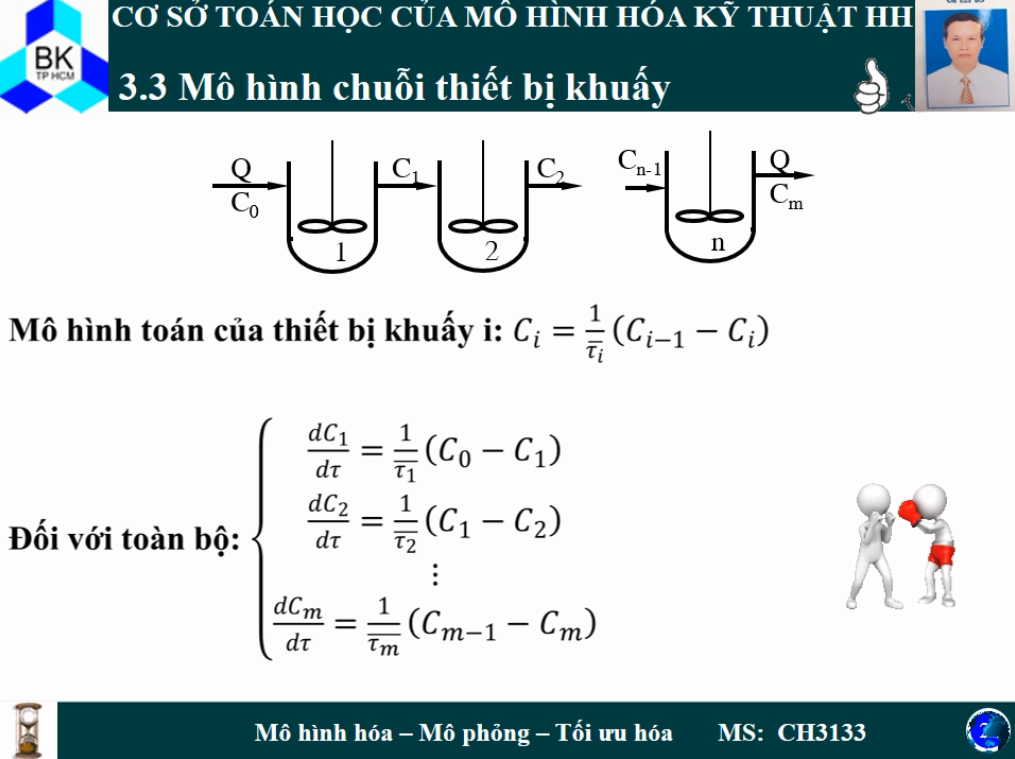 CƠ SỞ TOÁN HỌC CỦA MÔ HÌNH HÓA KỸ THUẬT HH
BK
TP HCM
3.3 Mô hình chuỗi thiết bị khuấy
Q C₁ C₂ Cₙ₋₁ Q
C₀ Cₘ
1 2 n
Mô hình toán của thiết bị khuấy i: 𝐶ᵢ = 1/τ̅ᵢ (𝐶ᵢ₋₁ − 𝐶ᵢ)
dC₁/dτ = 1/τ̅₁ (C₀ − C₁)
dC₂/dτ = 1/τ̅₂ (C₁ − C₂)
Đối với toàn bộ:
⋮
dCₘ/dτ = 1/τ̅ₘ (Cₘ₋₁ − Cₘ)
Mô hình hóa – Mô phỏng – Tối ưu hóa MS: CH3133